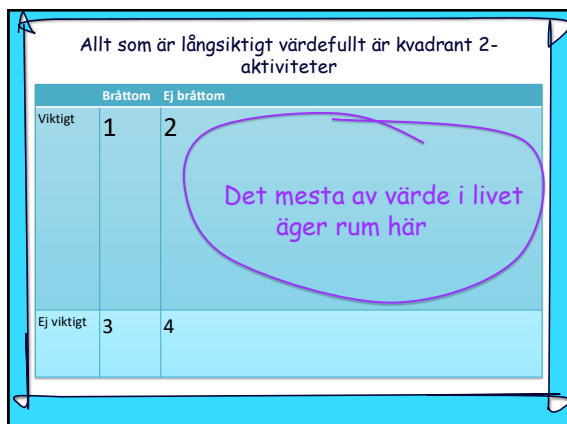 Allt som är långsiktigt värdefullt är kvadrant 2-
aktiviteter
Bråttom Ej bråttom
Viktigt 1 2
Det mesta av värde i livet
äger rum här
Ej viktigt 3 4